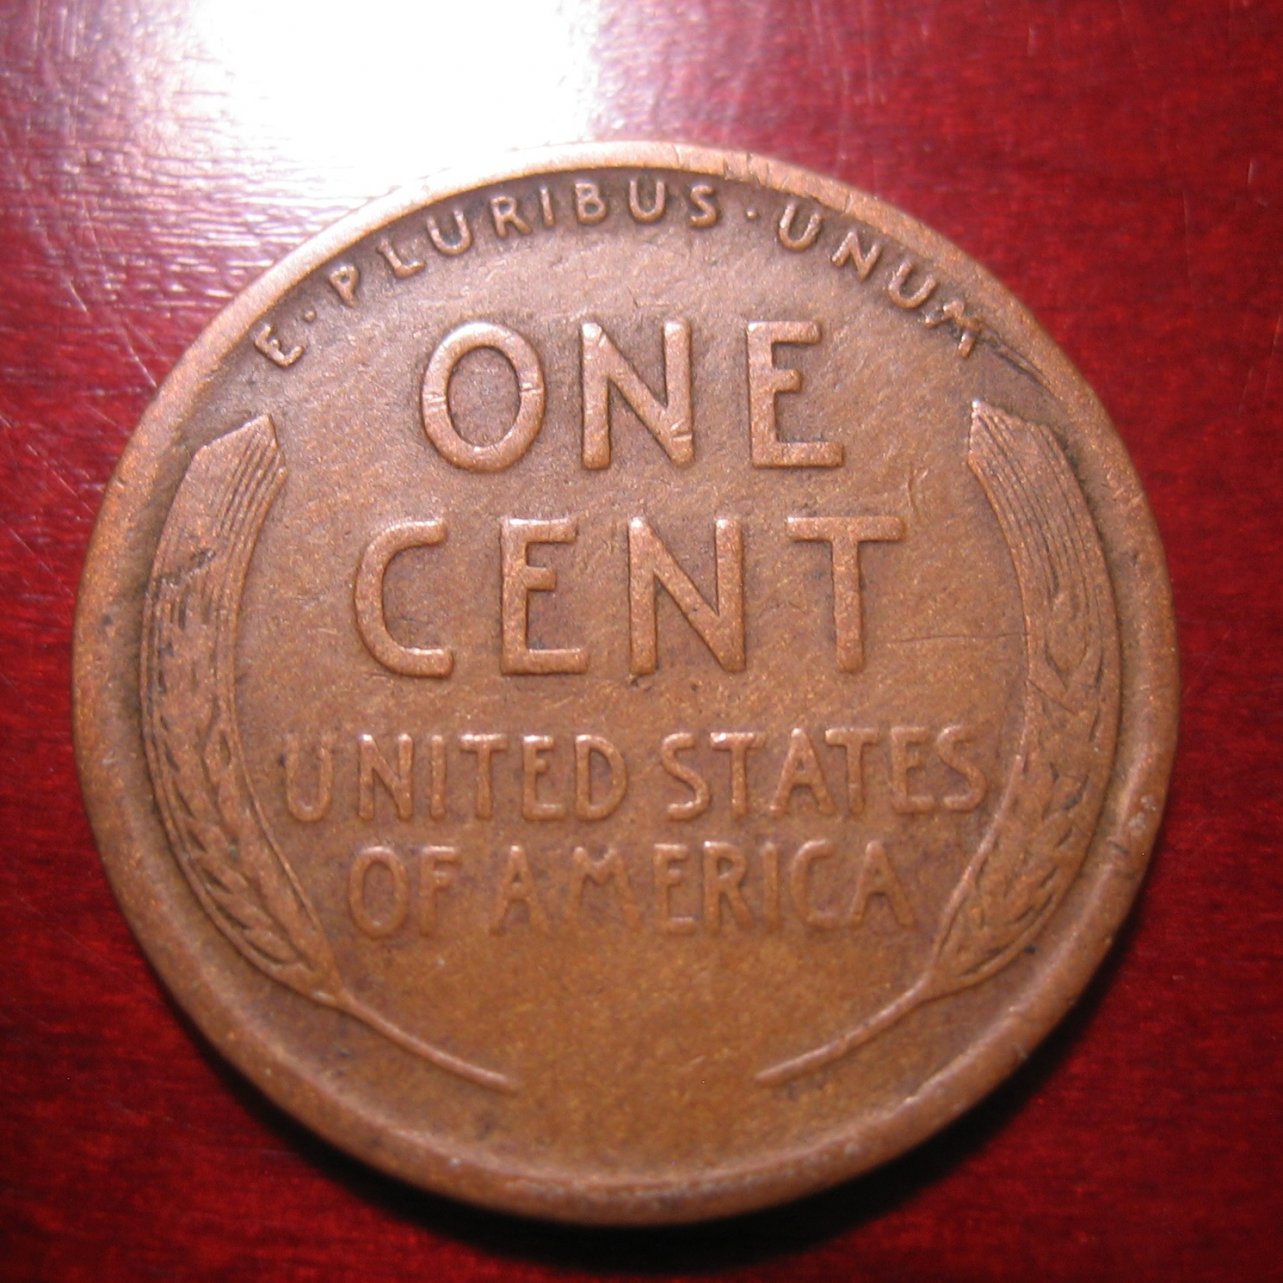 E·PLURIBUS·UNUM
ONE
CENT
UNITED STATES
OF AMERICA